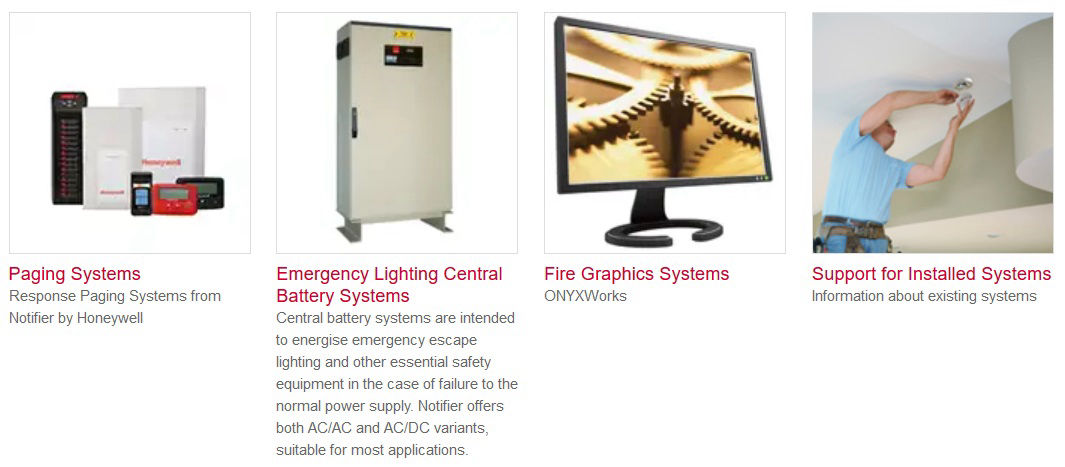 Honeywell
Honeywell
Paging Systems
Response Paging Systems from
Notifier by Honeywell
Emergency Lighting Central
Battery Systems
Central battery systems are intended
to energise emergency escape
lighting and other essential safety
equipment in the case of failure to the
normal power supply. Notifier offers
both AC/AC and AC/DC variants,
suitable for most applications.
Fire Graphics Systems
ONYXWorks
Support for Installed Systems
Information about existing systems